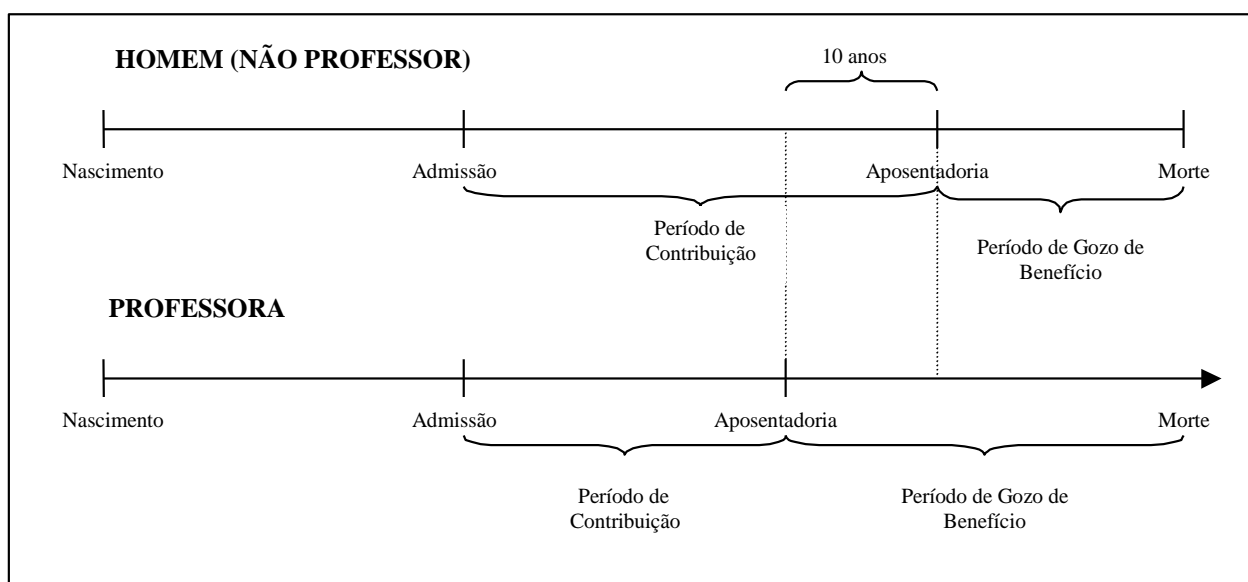 HOMEM (NÃO PROFESSOR)
10 anos
Nascimento
Admissão
Aposentadoria
Morte
Período de
Contribuição
Período de Gozo de
Benefício
PROFESSORA
Nascimento
Admissão
Aposentadoria
Morte
Período de
Contribuição
Período de Gozo de
Benefício